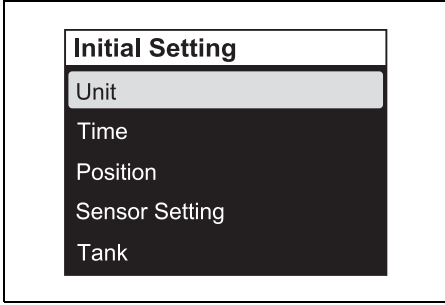 Initial Setting
Unit
Time
Position
Sensor Setting
Tank